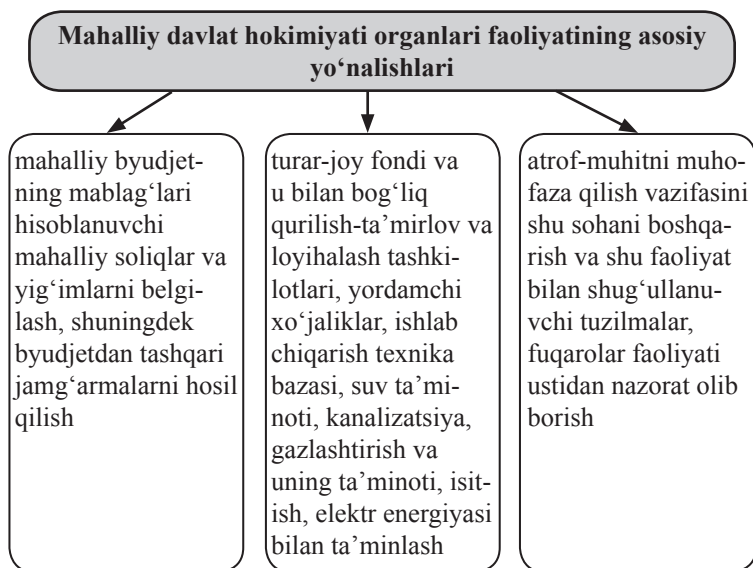 Mahalliy davlat hokimiyati organlari faoliyatining asosiy
yo‘nalishlari
mahalliy byudjet-
ning mablag‘lari
hisoblanuvchi
mahalliy soliqlar va
yig‘imlarni belgi-
lash, shuningdek
byudjetdan tashqari
jamg‘armalarni hosil
qilish
turar-joy fondi va
u bilan bog‘liq
qurilish-ta’mirlov va
loyihalash tashki-
lotlari, yordamchi
xo‘jaliklar, ishlab
chiqarish texnika
bazasi, suv ta’mi-
noti, kanalizatsiya,
gazlashtirish va
uning ta’minoti, isit-
ish, elektr energiyasi
bilan ta’minlash
atrof-muhitni muho-
faza qilish vazifasini
shu sohani boshqa-
rish va shu faoliyat
bilan shug‘ullanu-
vchi tuzilmalar,
fuqarolar faoliyati
ustidan nazorat olib
borish